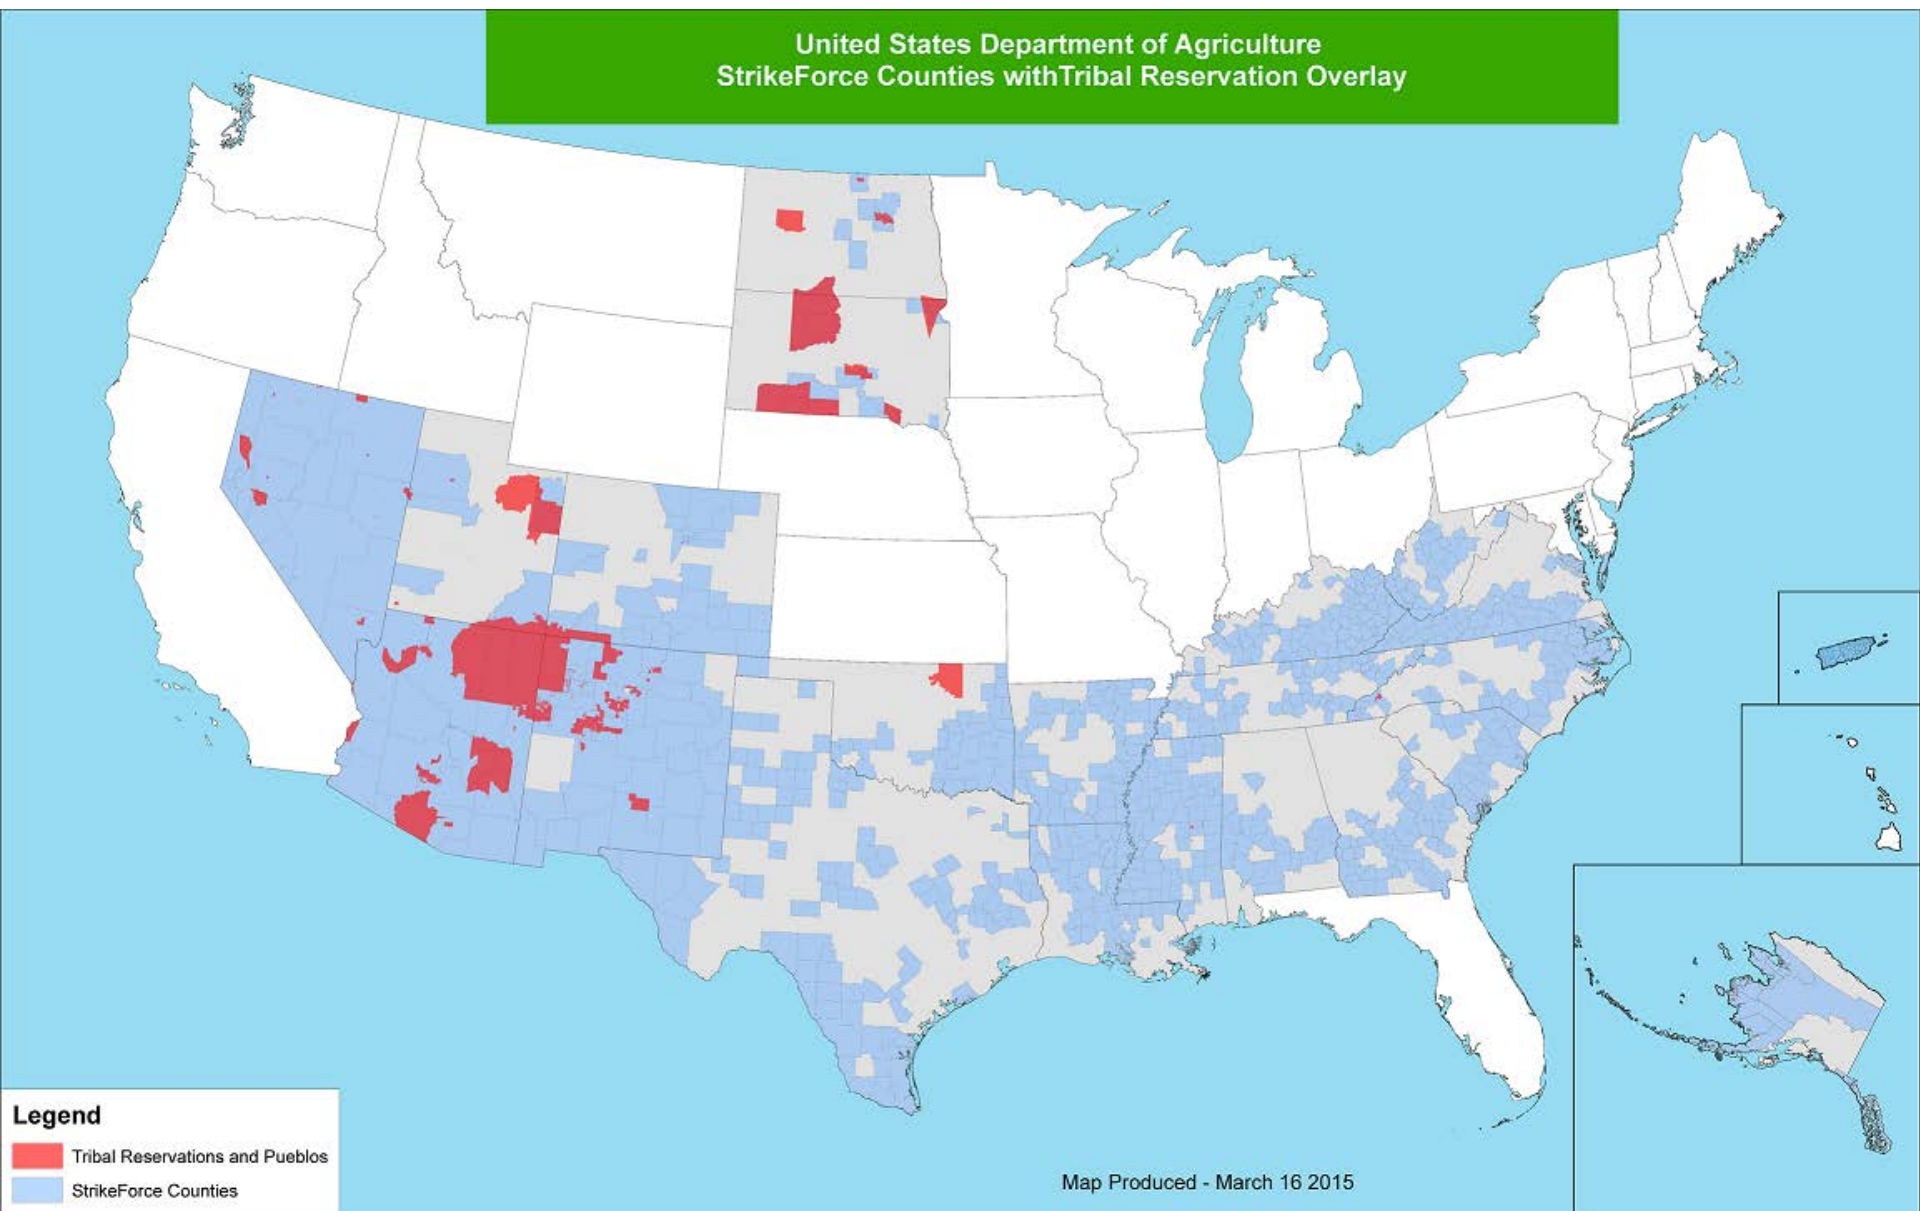 United States Department of Agriculture
StrikeForce Counties withTribal Reservation Overlay
Legend
Tribal Reservations and Pueblos
StrikeForce Counties
Map Produced - March 16 2015